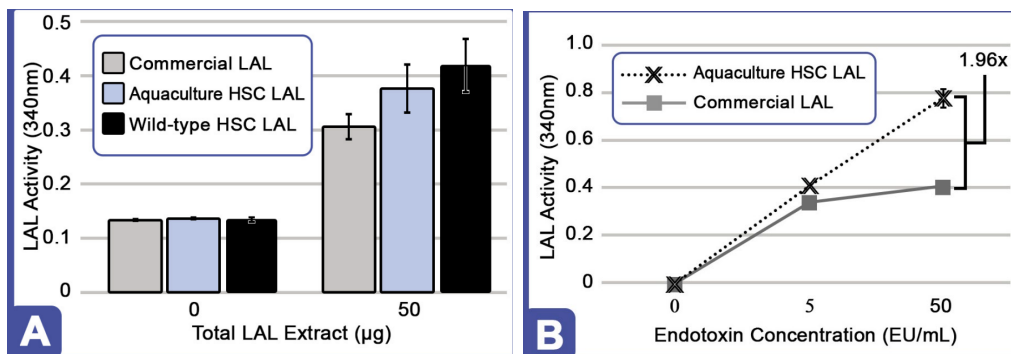 0.5
0.4
0.3
0.2
0.1
0
LAL Activity (340nm)
Commercial LAL
Aquaculture HSC LAL
Wild-type HSC LAL
0
50
Total LAL Extract (µg)
A
1.0
0.8
0.6
0.4
0.2
0
LAL Activity (340nm)
Aquaculture HSC LAL
Commercial LAL
1.96x
0
5
50
Endotoxin Concentration (EU/mL)
B